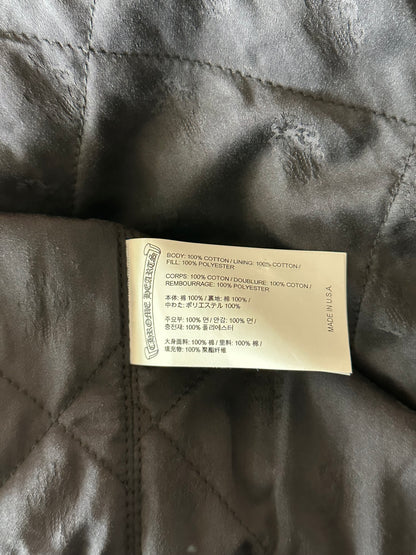 CHROME HEARTS
BODY: 100% COTTON / LINING: 100% COTTON /
FILL: 100% POLYESTER
CORPS: 100% COTON / DOUBLURE: 100% COTON /
REMBOURRAGE: 100% POLYESTER
本体: 棉 100% / 裏地: 棉 100% /
中わた: ポリエステル 100%
주요부: 100% 면 / 안감: 100% 면 /
충전재: 100% 폴리에스터
大身面料: 100% 棉 / 里料: 100% 棉 /
填充物: 100% 聚酯纤维
MADE IN U.S.A.